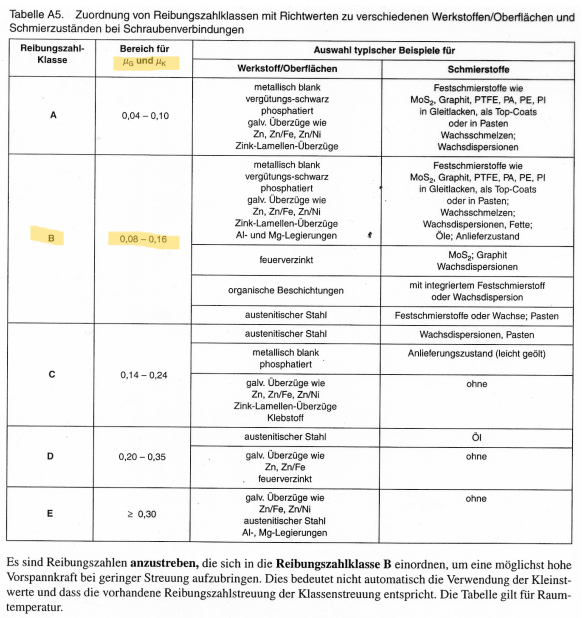 Tabelle A5. Zuordnung von Reibungszahlklassen mit Richtwerten zu verschiedenen Werkstoffen/Oberflächen und
Schmierzuständen bei Schraubenverbindungen
Reibungszahl-
Klasse
Bereich für
μG und μK
Auswahl typischer Beispiele für
Werkstoff/Oberflächen
Schmierstoffe
A
0,04 – 0,10
metallisch blank
vergütungs-schwarz
phosphatiert
galv. Überzüge wie
Zn, Zn/Fe, Zn/Ni
Zink-Lamellen-Überzüge
Festschmierstoffe wie
MoS2, Graphit, PTFE, PA, PE, PI
in Gleitlacken, als Top-Coats
oder in Pasten
Wachsschmelzen;
Wachsdispersionen
B
0,08 – 0,16
metallisch blank
vergütungs-schwarz
phosphatiert
galv. Überzüge wie
Zn, Zn/Fe, Zn/Ni
Zink-Lamellen-Überzüge
Al- und Mg-Legierungen
Festschmierstoffe wie
MoS2, Graphit, PTFE, PA, PE, PI
in Gleitlacken, als Top-Coats
oder in Pasten;
Wachsschmelzen;
Wachsdispersionen, Fette;
Öle; Anlieferzustand
feuerverzinkt
MoS2; Graphit
Wachsdispersionen
organische Beschichtungen
mit integriertem Festschmierstoff
oder Wachsdispersion
austenitischer Stahl
Festschmierstoffe oder Wachse; Pasten
C
0,14 – 0,24
austenitischer Stahl
Wachsdispersionen, Pasten
metallisch blank
phosphatiert
Anlieferungszustand (leicht geölt)
galv. Überzüge wie
Zn, Zn/Fe, Zn/Ni
Zink-Lamellen-Überzüge
Klebstoff
ohne
D
0,20 – 0,35
austenitischer Stahl
Öl
galv. Überzüge wie
Zn, Zn/Fe
feuerverzinkt
ohne
E
≥ 0,30
galv. Überzüge wie
Zn/Fe, Zn/Ni
austenitischer Stahl
Al-, Mg-Legierungen
ohne
Es sind Reibungszahlen anzustreben, die sich in die Reibungszahlklasse B einordnen, um eine möglichst hohe
Vorspannkraft bei geringer Streuung aufzubringen. Dies bedeutet nicht automatisch die Verwendung der Kleinst-
werte und dass die vorhandene Reibungszahlstreuung der Klassenstreuung entspricht. Die Tabelle gilt für Raum-
temperatur.